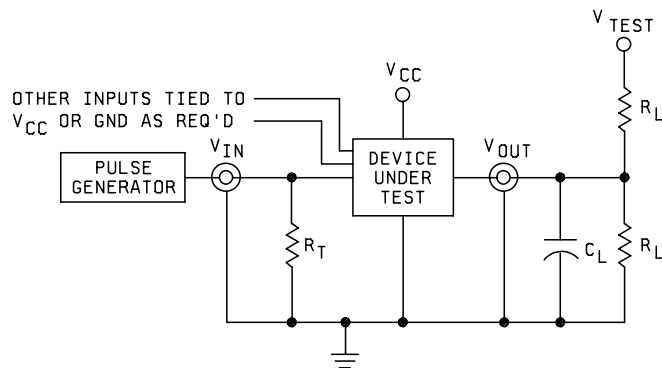 V TEST
V CC
OTHER INPUTS TIED TO
V CC OR GND AS REQ'D
R L
V IN
V OUT
PULSE
GENERATOR
DEVICE
UNDER
TEST
R T
C L
R L